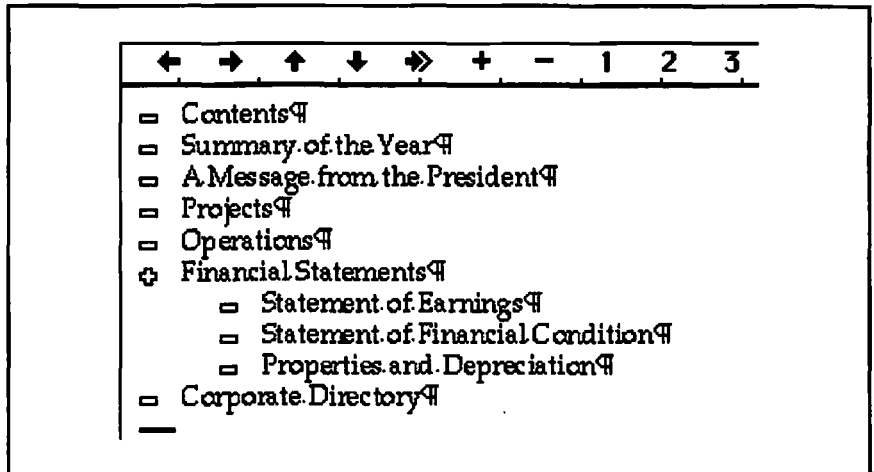 ← → ↑ ↓ ⇒ + − 1 2 3
Contents¶
Summary of the Year¶
A Message from the President¶
Projects¶
Operations¶
Financial Statements¶
Statement of Earnings¶
Statement of Financial Condition¶
Properties and Depreciation¶
Corporate Directory¶